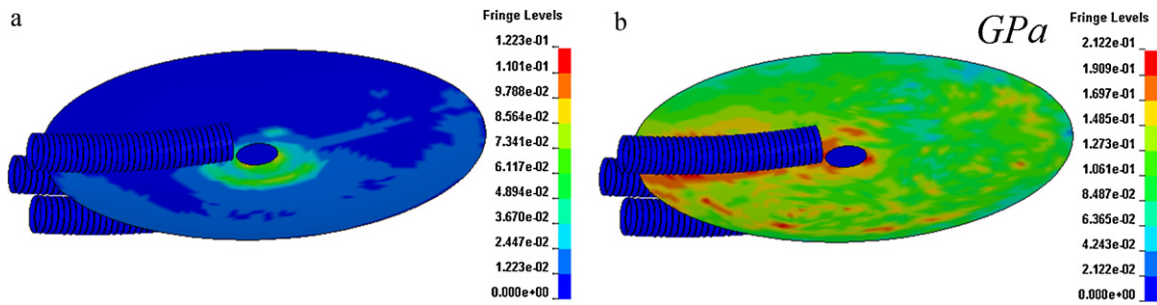 a
Fringe Levels
1.223e-01
1.101e-01
9.788e-02
8.564e-02
7.341e-02
6.117e-02
4.894e-02
3.670e-02
2.447e-02
1.223e-02
0.000e+00
b
GPa
Fringe Levels
2.122e-01
1.909e-01
1.697e-01
1.485e-01
1.273e-01
1.061e-01
8.487e-02
6.365e-02
4.243e-02
2.122e-02
0.000e+00